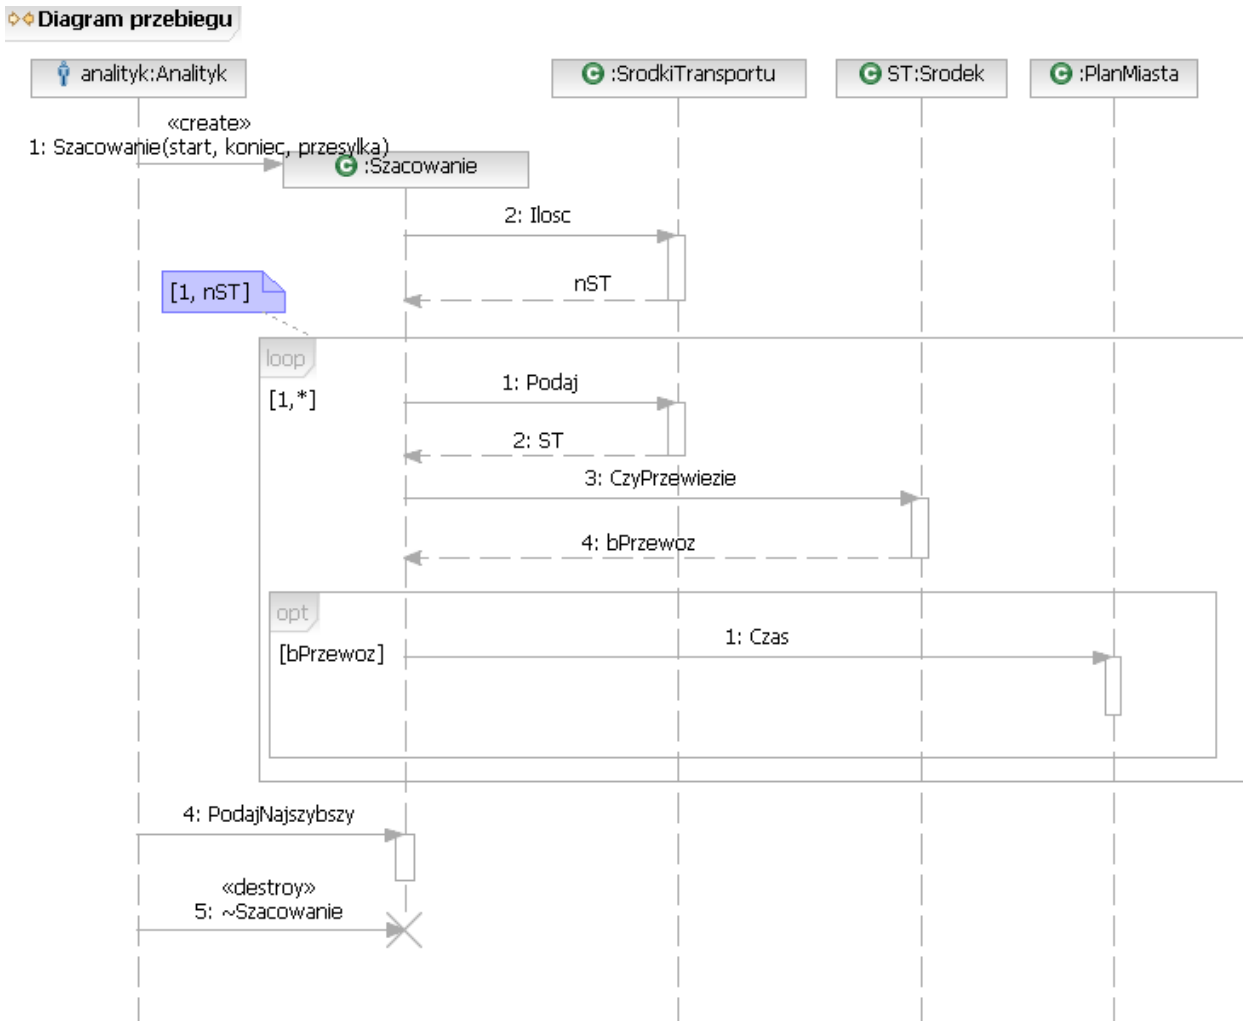 Diagram przebiegu
analityk:Analityk
:SrodkiTransportu
ST:Srodek
:PlanMiasta
«create»
1: Szacowanie(start, koniec, przesylka)
:Szacowanie
2: Ilosc
nST
[1, nST]
loop
[1,*]
1: Podaj
2: ST
3: CzyPrzewiezie
4: bPrzewoz
opt
[bPrzewoz]
1: Czas
4: PodajNajszybszy
«destroy»
5: ~Szacowanie